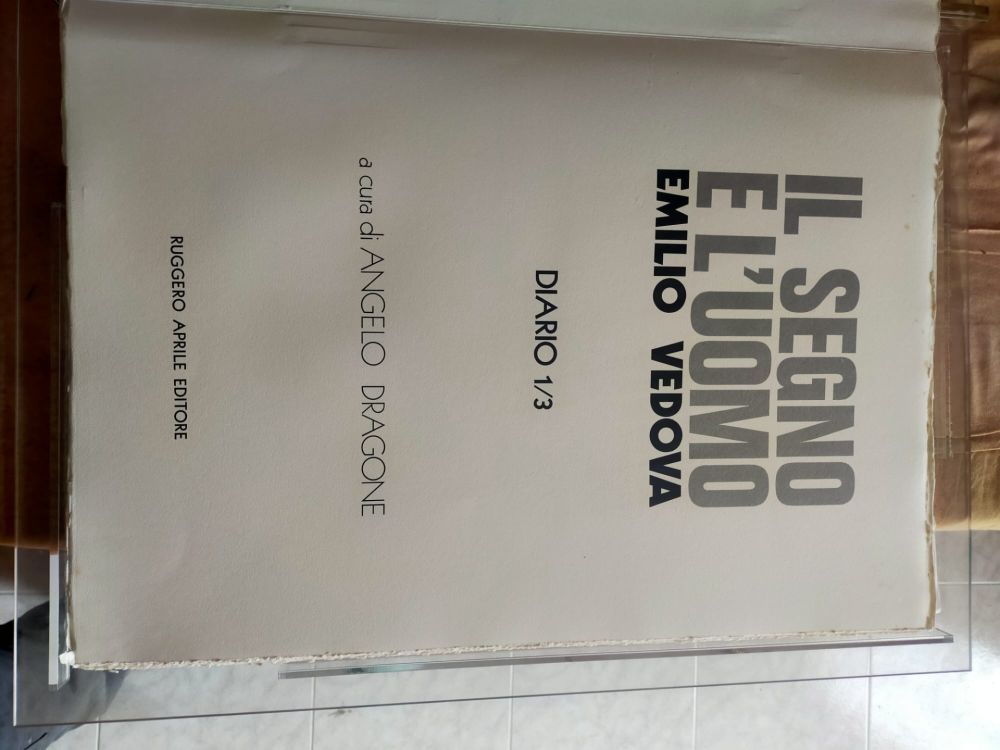 IL SEGNO
E L'UOMO
EMILIO VEDOVA
DIARIO 1/3
a cura di ANGELO DRAGONE
RUGGERO APRILE EDITORE